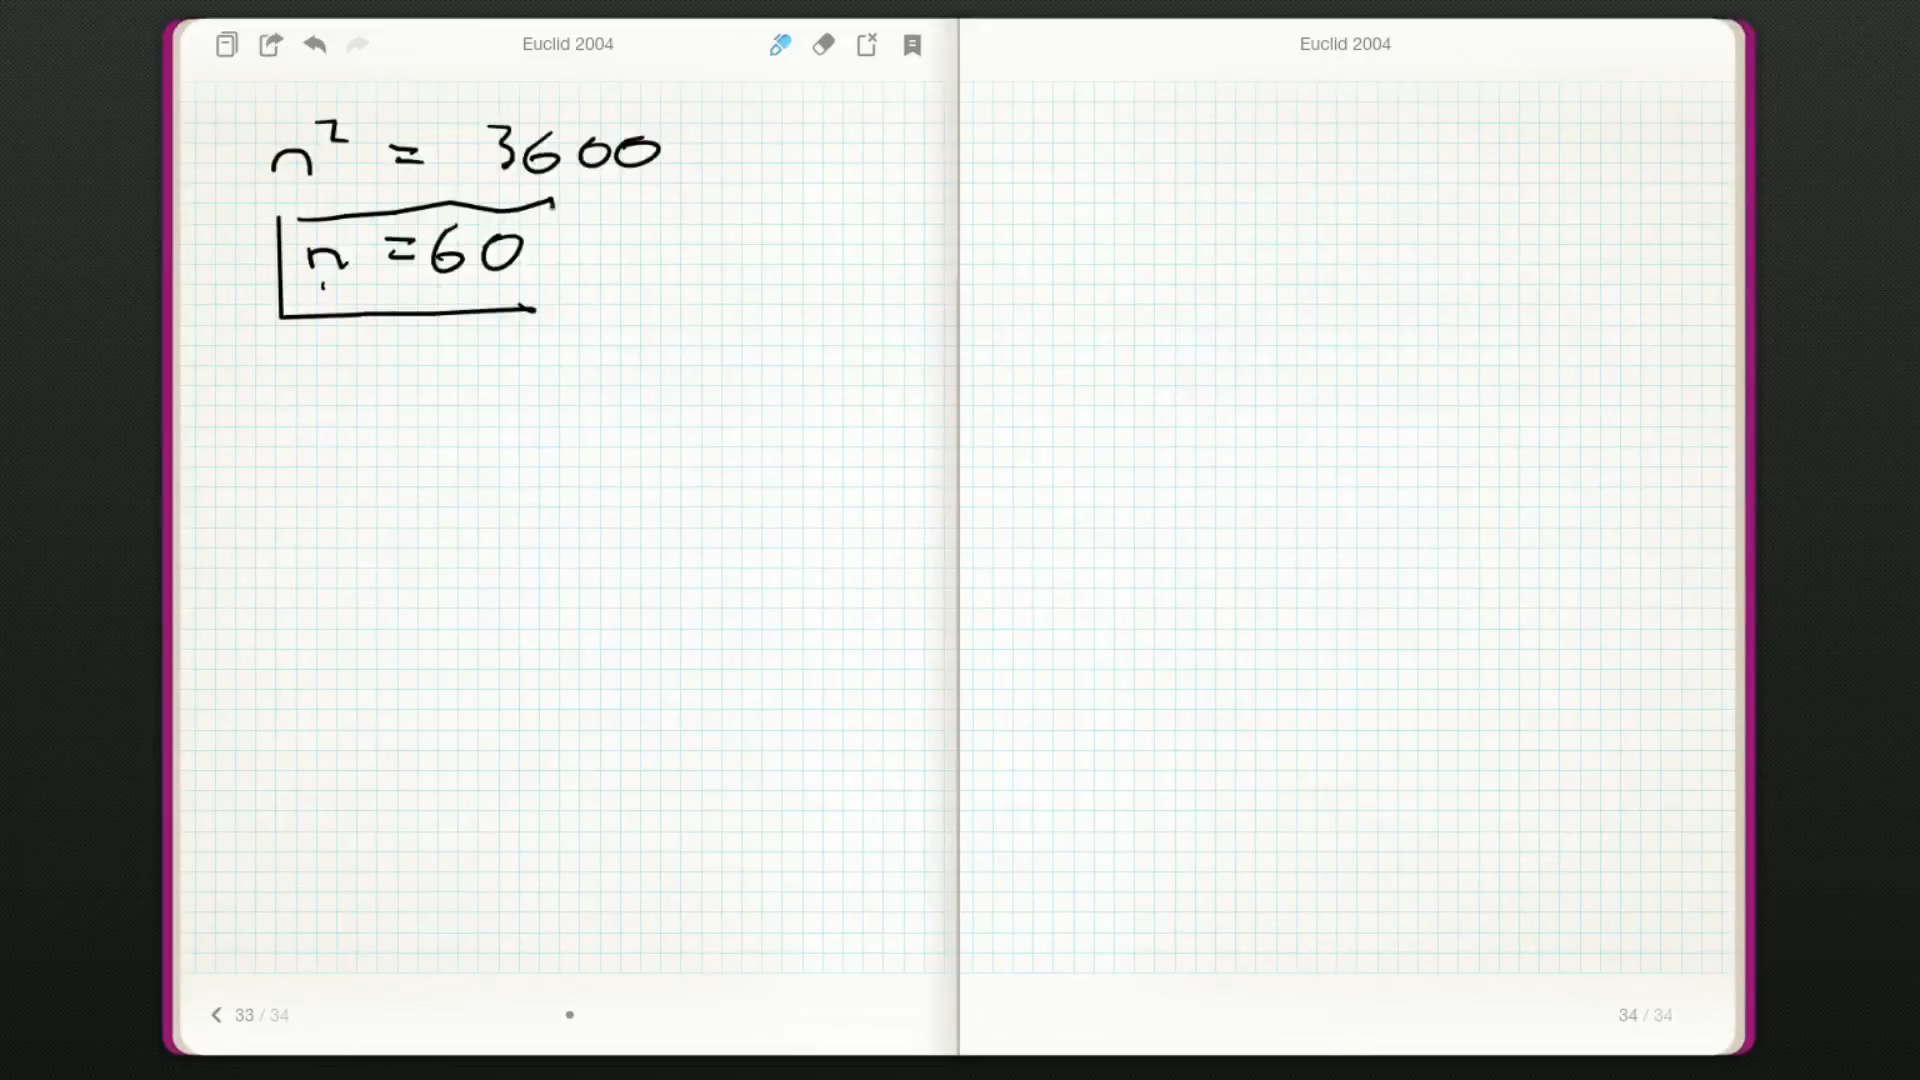 Euclid 2004
n² = 3600
n = 60
33 / 34
Euclid 2004
34 / 34